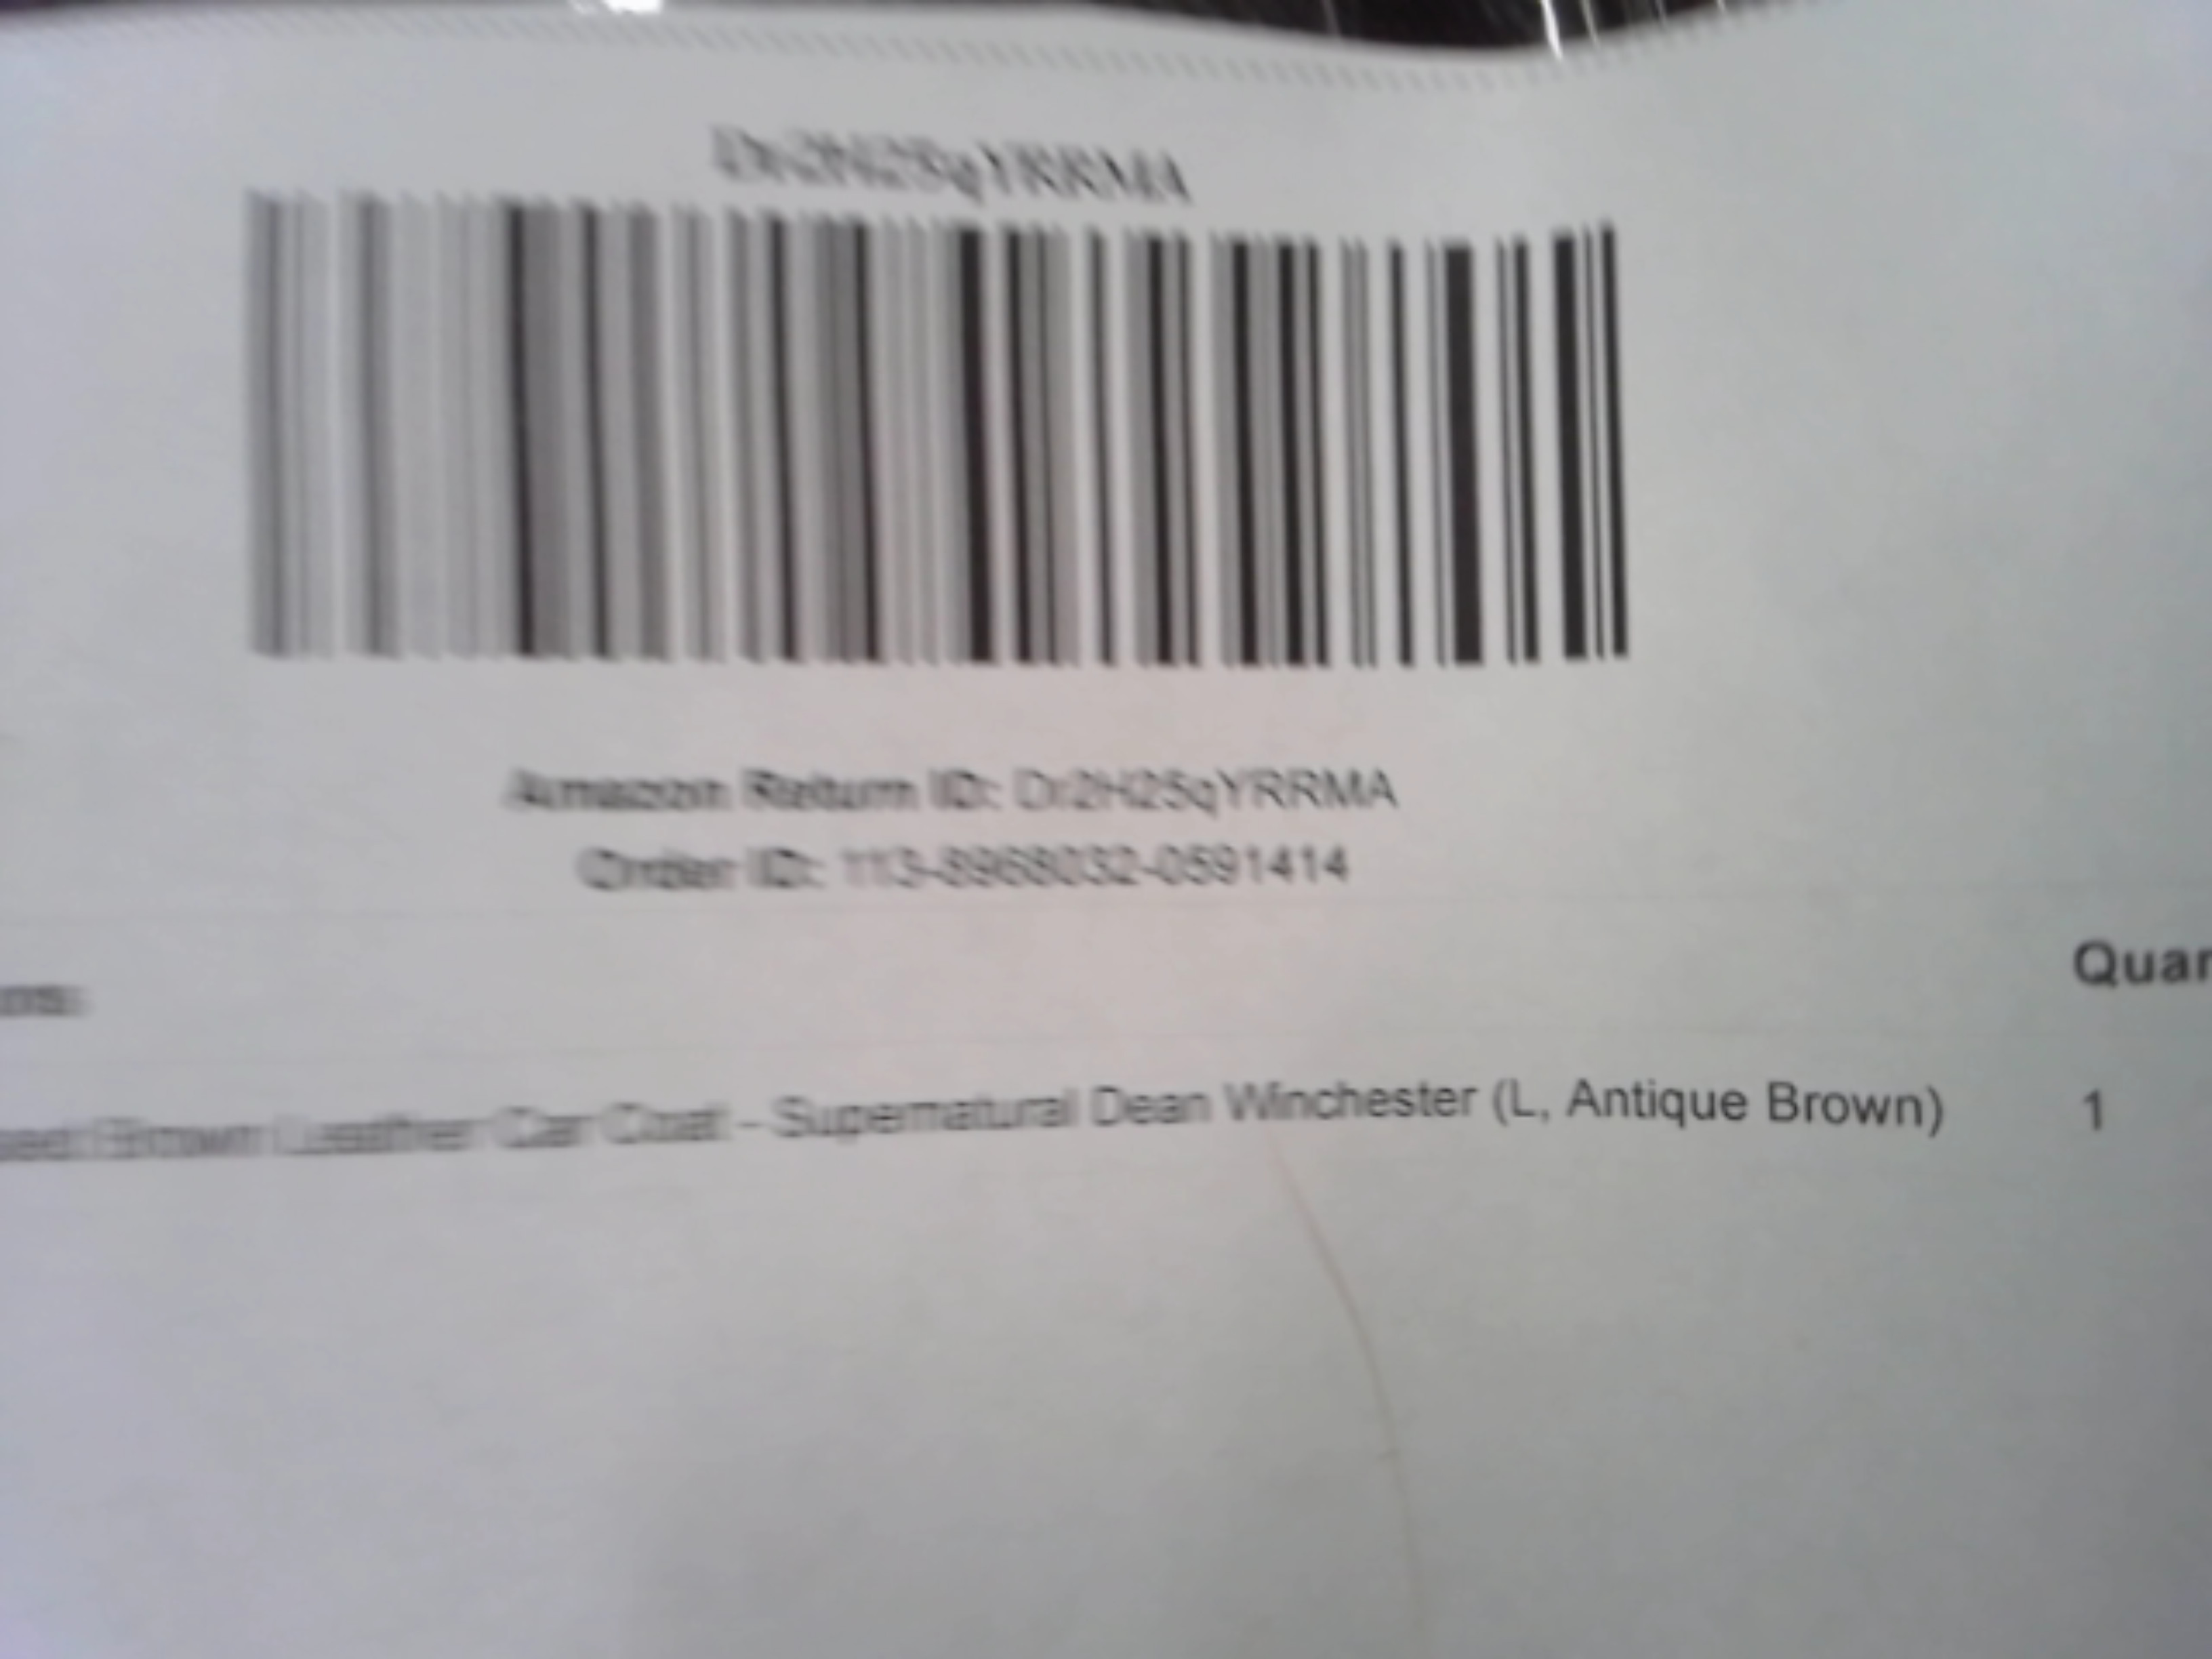 Dr2H25qYRRMA
Amazon Return ID: Dr2H25qYRRMA
Order ID: 113-8968032-0591414
Brown Leather Car Coat - Supernatural Dean Winchester (L, Antique Brown) 1